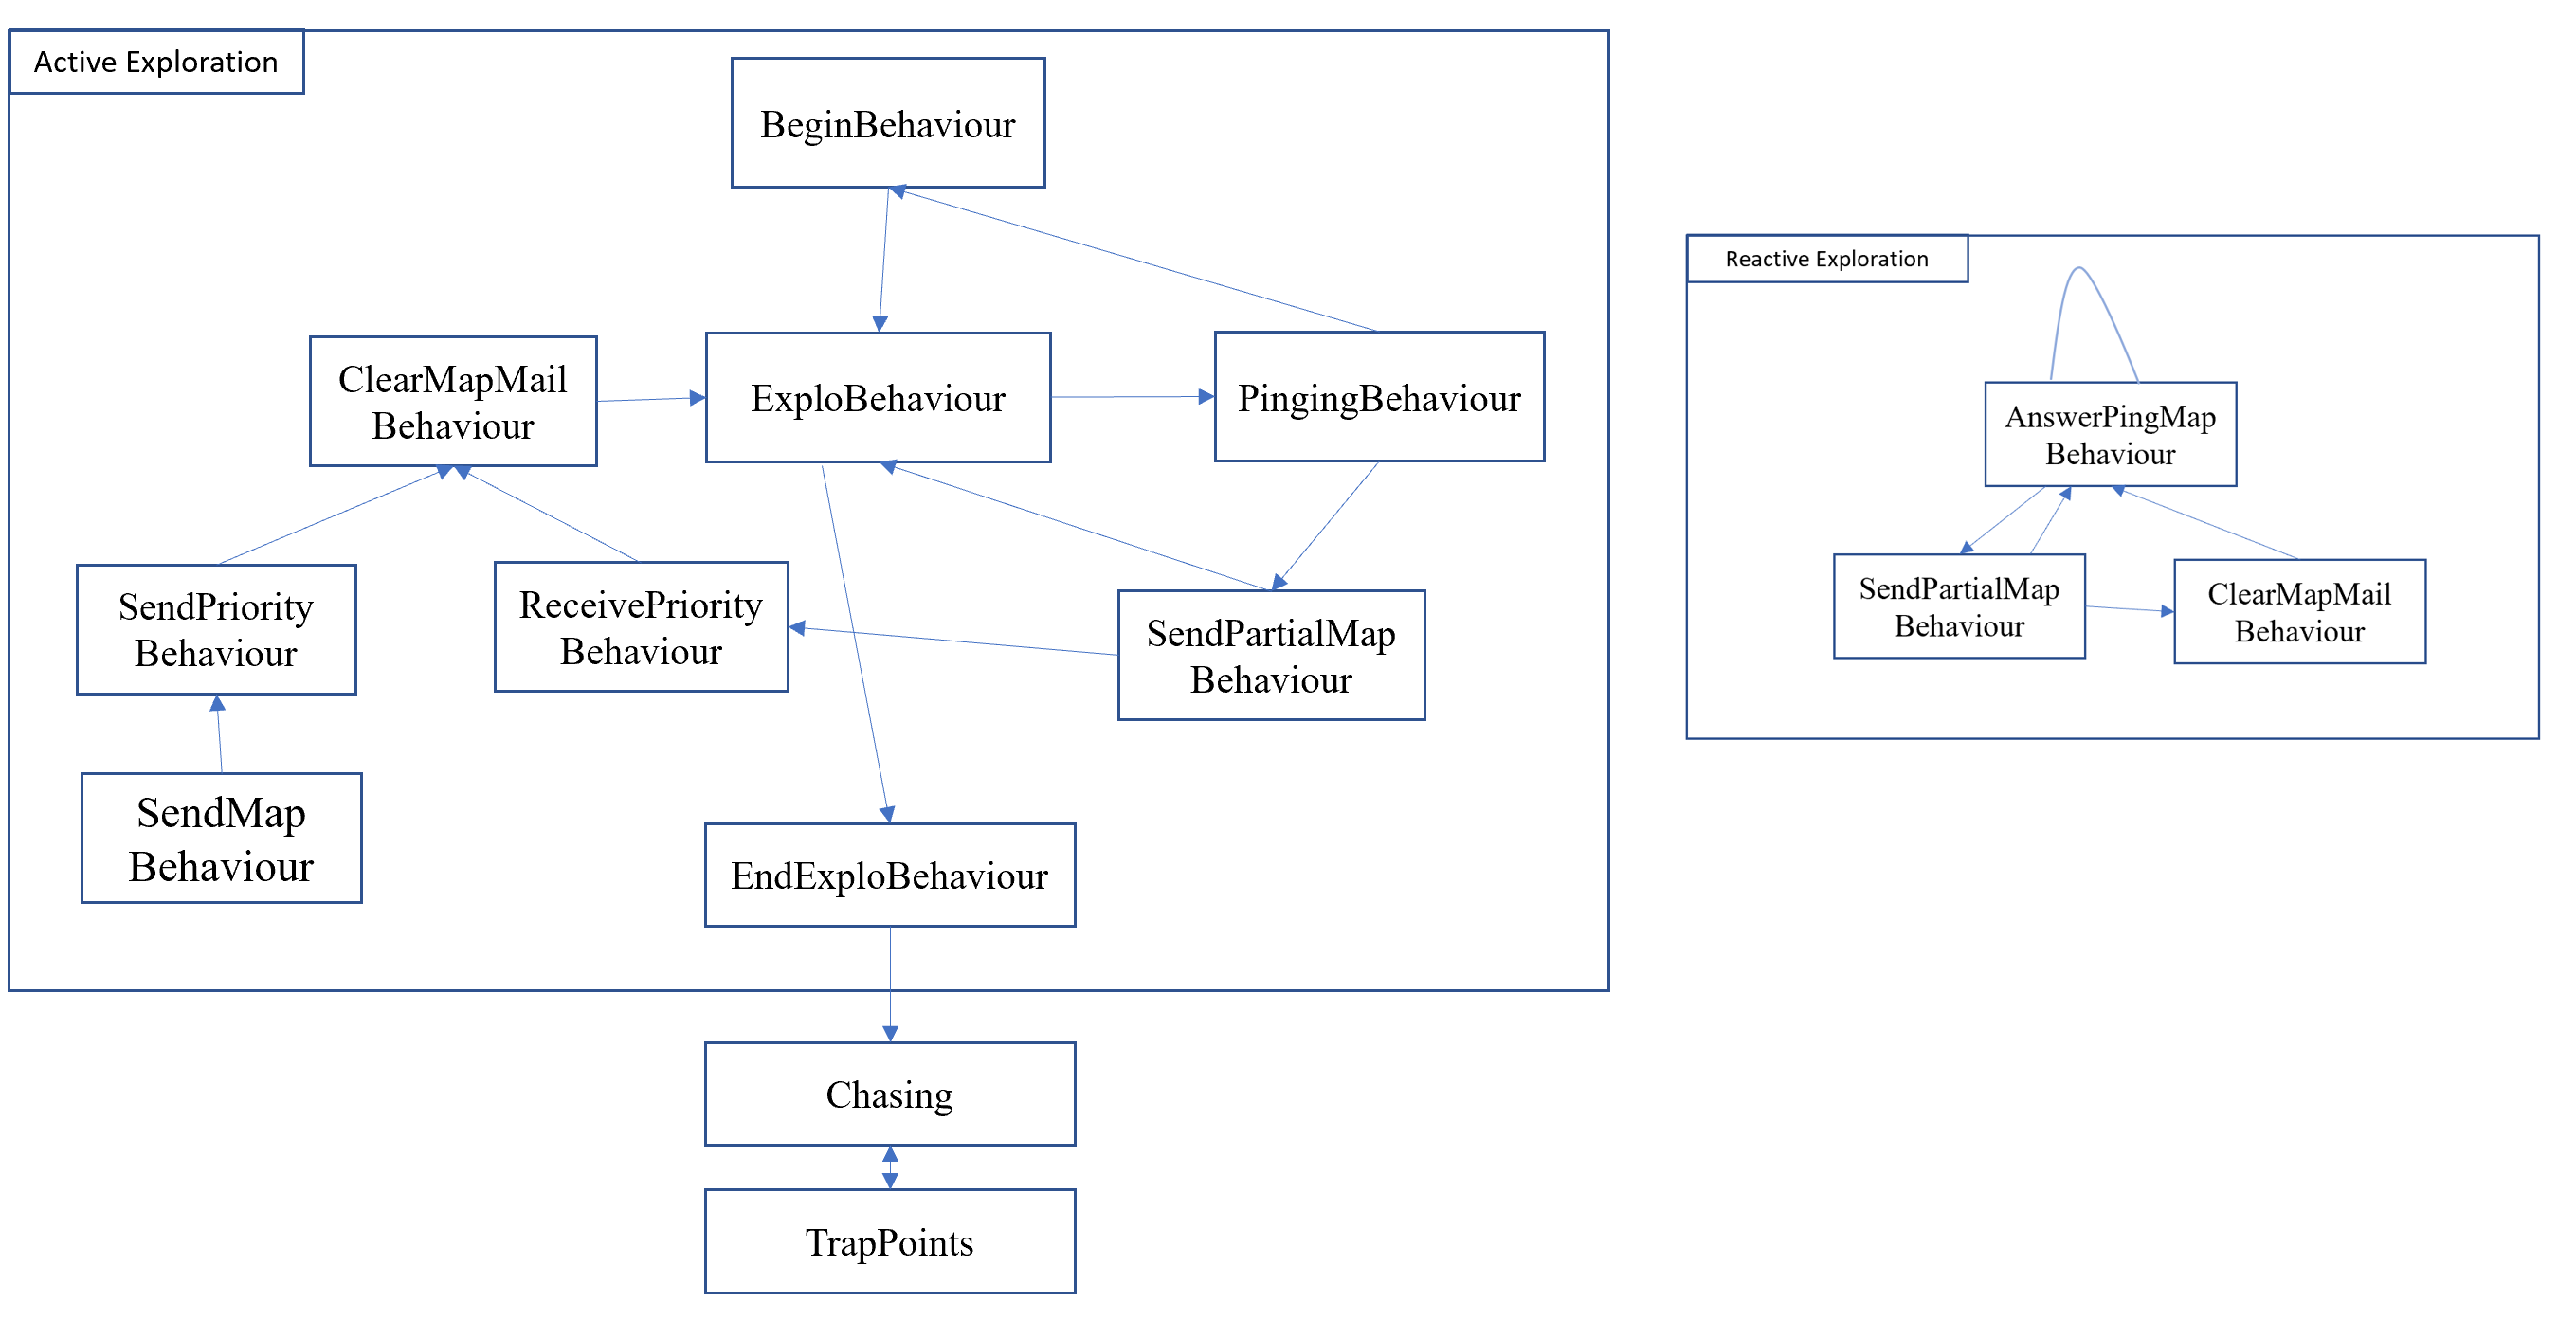 Active Exploration
BeginBehaviour
Reactive Exploration
ClearMapMail
Behaviour
ExploBehaviour
PingingBehaviour
AnswerPingMap
Behaviour
SendPriority
Behaviour
ReceivePriority
Behaviour
SendPartialMap
Behaviour
SendPartialMap
Behaviour
ClearMapMail
Behaviour
SendMap
Behaviour
EndExploBehaviour
Chasing
TrapPoints